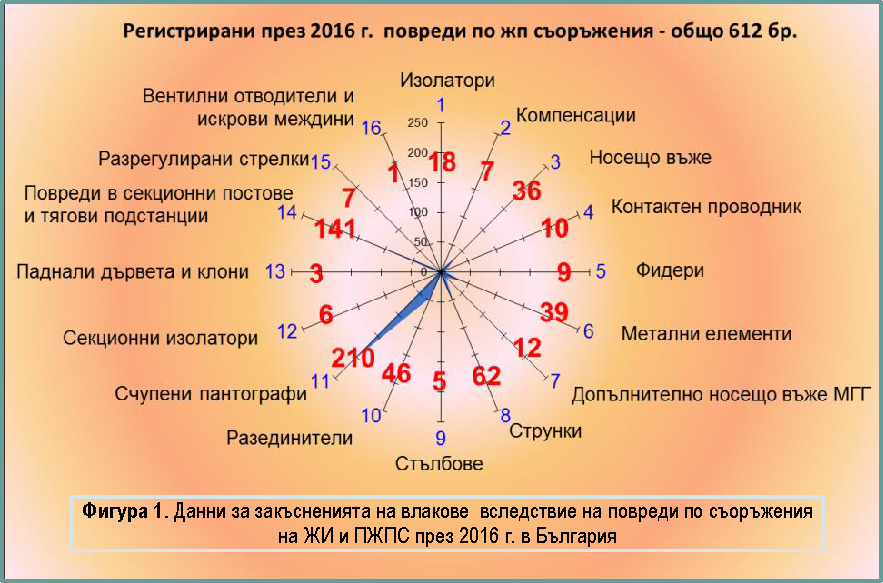 Регистрирани през 2016 г. повреди по жп съоръжения - общо 612 бр.
Изолатори
1
18
Компенсации
2
7
Носещо въже
3
36
Контактен проводник
4
10
Фидери
5
9
Метални елементи
6
39
Допълнително носещо въже МГГ
7
12
Струнки
8
62
Стълбове
9
5
Разединители
10
46
Счупени пантографи
11
210
Секционни изолатори
12
6
Паднали дървета и клони
13
3
Повреди в секционни постове
и тягови подстанции
14
141
Разрегулирани стрелки
15
7
Вентилни отводители и
искрови междини
16
1
250
200
150
100
50
0
Фигура 1. Данни за закъсненията на влакове вследствие на повреди по съоръжения
на ЖИ и ПЖПС през 2016 г. в България